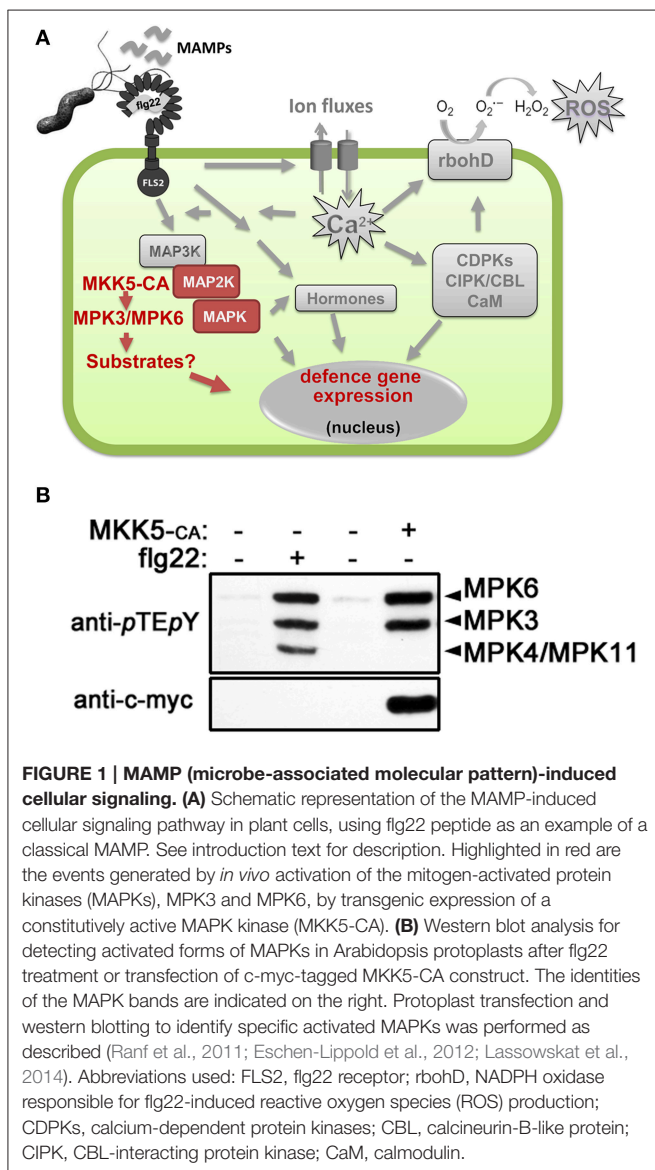 A
MAMPs
flg22
FLS2
Ion fluxes
O₂ O₂·− H₂O₂ ROS
rbohD
Ca²⁺
MAP3K
MKK5-CA MAP2K
MPK3/MPK6 MAPK
Substrates?
Hormones
CDPKs
CIPK/CBL
CaM
defence gene
expression
(nucleus)
B
MKK5-CA: - - - +
flg22: - + - -
anti-pTEpY
MPK6
MPK3
MPK4/MPK11
anti-c-myc
FIGURE 1 | MAMP (microbe-associated molecular pattern)-induced
cellular signaling. (A) Schematic representation of the MAMP-induced
cellular signaling pathway in plant cells, using flg22 peptide as an example of a
classical MAMP. See introduction text for description. Highlighted in red are
the events generated by in vivo activation of the mitogen-activated protein
kinases (MAPKs), MPK3 and MPK6, by transgenic expression of a
constitutively active MAPK kinase (MKK5-CA). (B) Western blot analysis for
detecting activated forms of MAPKs in Arabidopsis protoplasts after flg22
treatment or transfection of c-myc-tagged MKK5-CA construct. The identities
of the MAPK bands are indicated on the right. Protoplast transfection and
western blotting to identify specific activated MAPKs was performed as
described (Ranf et al., 2011; Eschen-Lippold et al., 2012; Lassowskat et al.,
2014). Abbreviations used: FLS2, flg22 receptor; rbohD, NADPH oxidase
responsible for flg22-induced reactive oxygen species (ROS) production;
CDPKs, calcium-dependent protein kinases; CBL, calcineurin-B-like protein;
CIPK, CBL-interacting protein kinase; CaM, calmodulin.